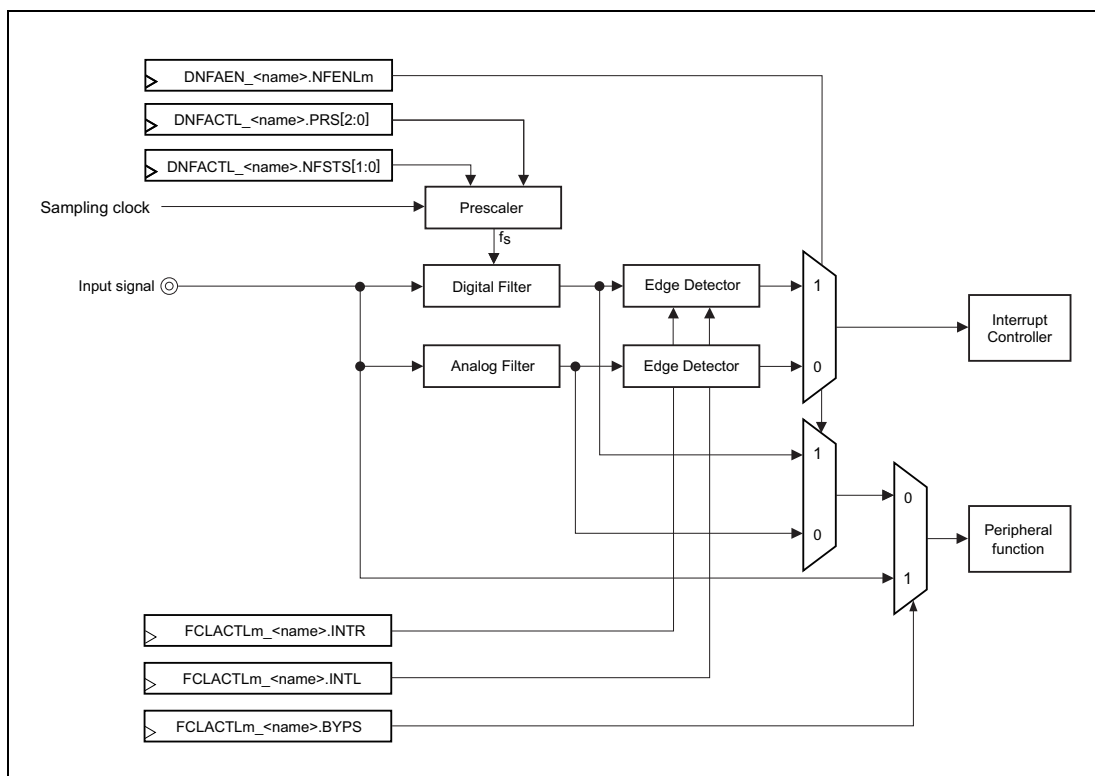 DNFAEN_<name>.NFENLm
DNFACTL_<name>.PRS[2:0]
DNFACTL_<name>.NFSTS[1:0]
Sampling clock
Prescaler
fs
Input signal
Digital Filter
Edge Detector
1
Interrupt
Controller
Analog Filter
Edge Detector
0
1
0
0
Peripheral
function
1
FCLACTLm_<name>.INTR
FCLACTLm_<name>.INTL
FCLACTLm_<name>.BYPS